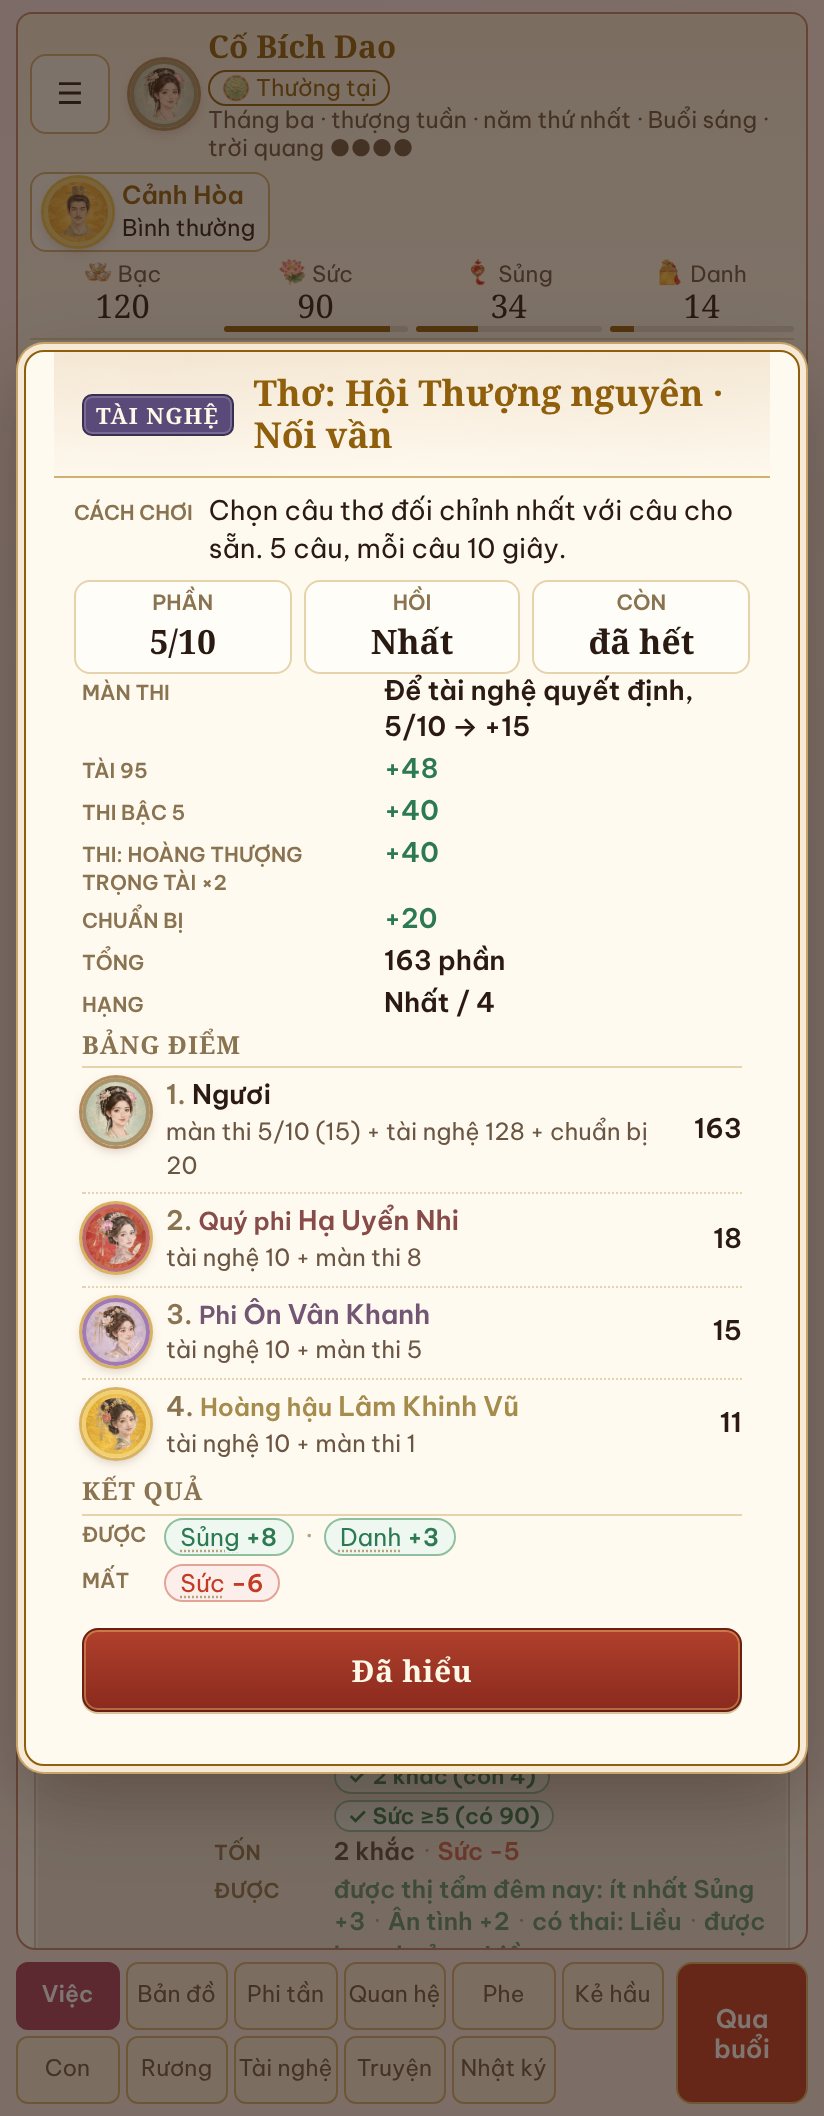 Cố Bích Dao
Thường tại
Tháng ba · thượng tuần · năm thứ nhất · Buổi sáng ·
trời quang ●●●●
Cảnh Hòa
Bình thường
Bạc
Sức
Sủng
Danh
120
90
34
14
TÀI NGHỆ
Thơ: Hội Thượng nguyên ·
Nối vần
CÁCH CHƠI
Chọn câu thơ đối chỉnh nhất với câu cho
sẵn. 5 câu, mỗi câu 10 giây.
PHẦN
5/10
HỒI
Nhất
CÒN
đã hết
MÀN THI
Để tài nghệ quyết định,
5/10 → +15
TÀI 95
+48
THI BẬC 5
+40
THI: HOÀNG THƯỢNG
TRỌNG TÀI ×2
+40
CHUẨN BỊ
+20
TỔNG
163 phần
HẠNG
Nhất / 4
BẢNG ĐIỂM
1. Ngươi
màn thi 5/10 (15) + tài nghệ 128 + chuẩn bị
20
163
2. Quý phi Hạ Uyển Nhi
tài nghệ 10 + màn thi 8
18
3. Phi Ôn Vân Khanh
tài nghệ 10 + màn thi 5
15
4. Hoàng hậu Lâm Khinh Vũ
tài nghệ 10 + màn thi 1
11
KẾT QUẢ
ĐƯỢC
Sủng +8 · Danh +3
MẤT
Sức −6
Đã hiểu
✓ 2 khắc (còn 4)
✓ Sức ≥5 (có 90)
TỐN
2 khắc · Sức −5
ĐƯỢC
được thị tẩm đêm nay: ít nhất Sủng
+3 · Ân tình +2 · có thai: Liều · được
Việc
Bản đồ
Phi tần
Quan hệ
Phe
Kẻ hầu
Qua
buổi
Con
Rương
Tài nghệ
Truyện
Nhật ký